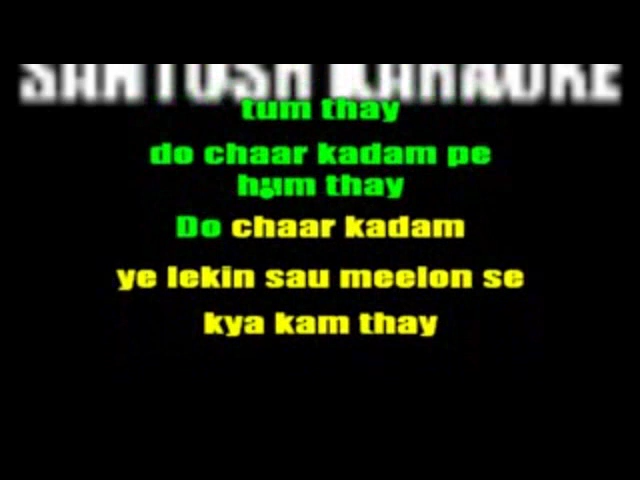 SANTOSH KARAOKE
tum thay
do chaar kadam pe
hum thay
Do chaar kadam
ye lekin sau meelon se
kya kam thay